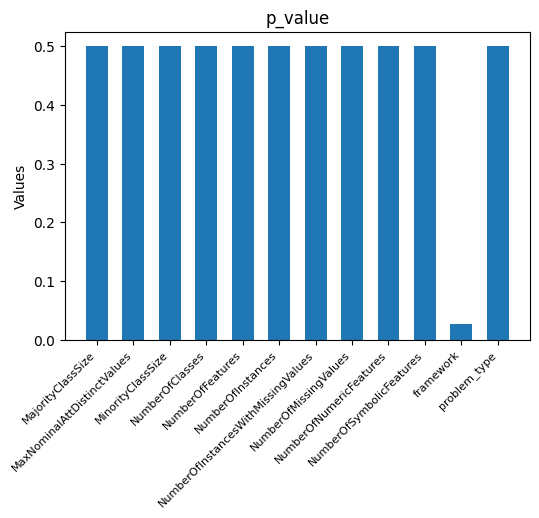 p_value
Values
0.5
0.4
0.3
0.2
0.1
0.0
MajorityClassSize
MaxNominalAttDistinctValues
MinorityClassSize
NumberOfClasses
NumberOfFeatures
NumberOfInstances
NumberOfInstancesWithMissingValues
NumberOfMissingValues
NumberOfNumericFeatures
NumberOfSymbolicFeatures
framework
problem_type